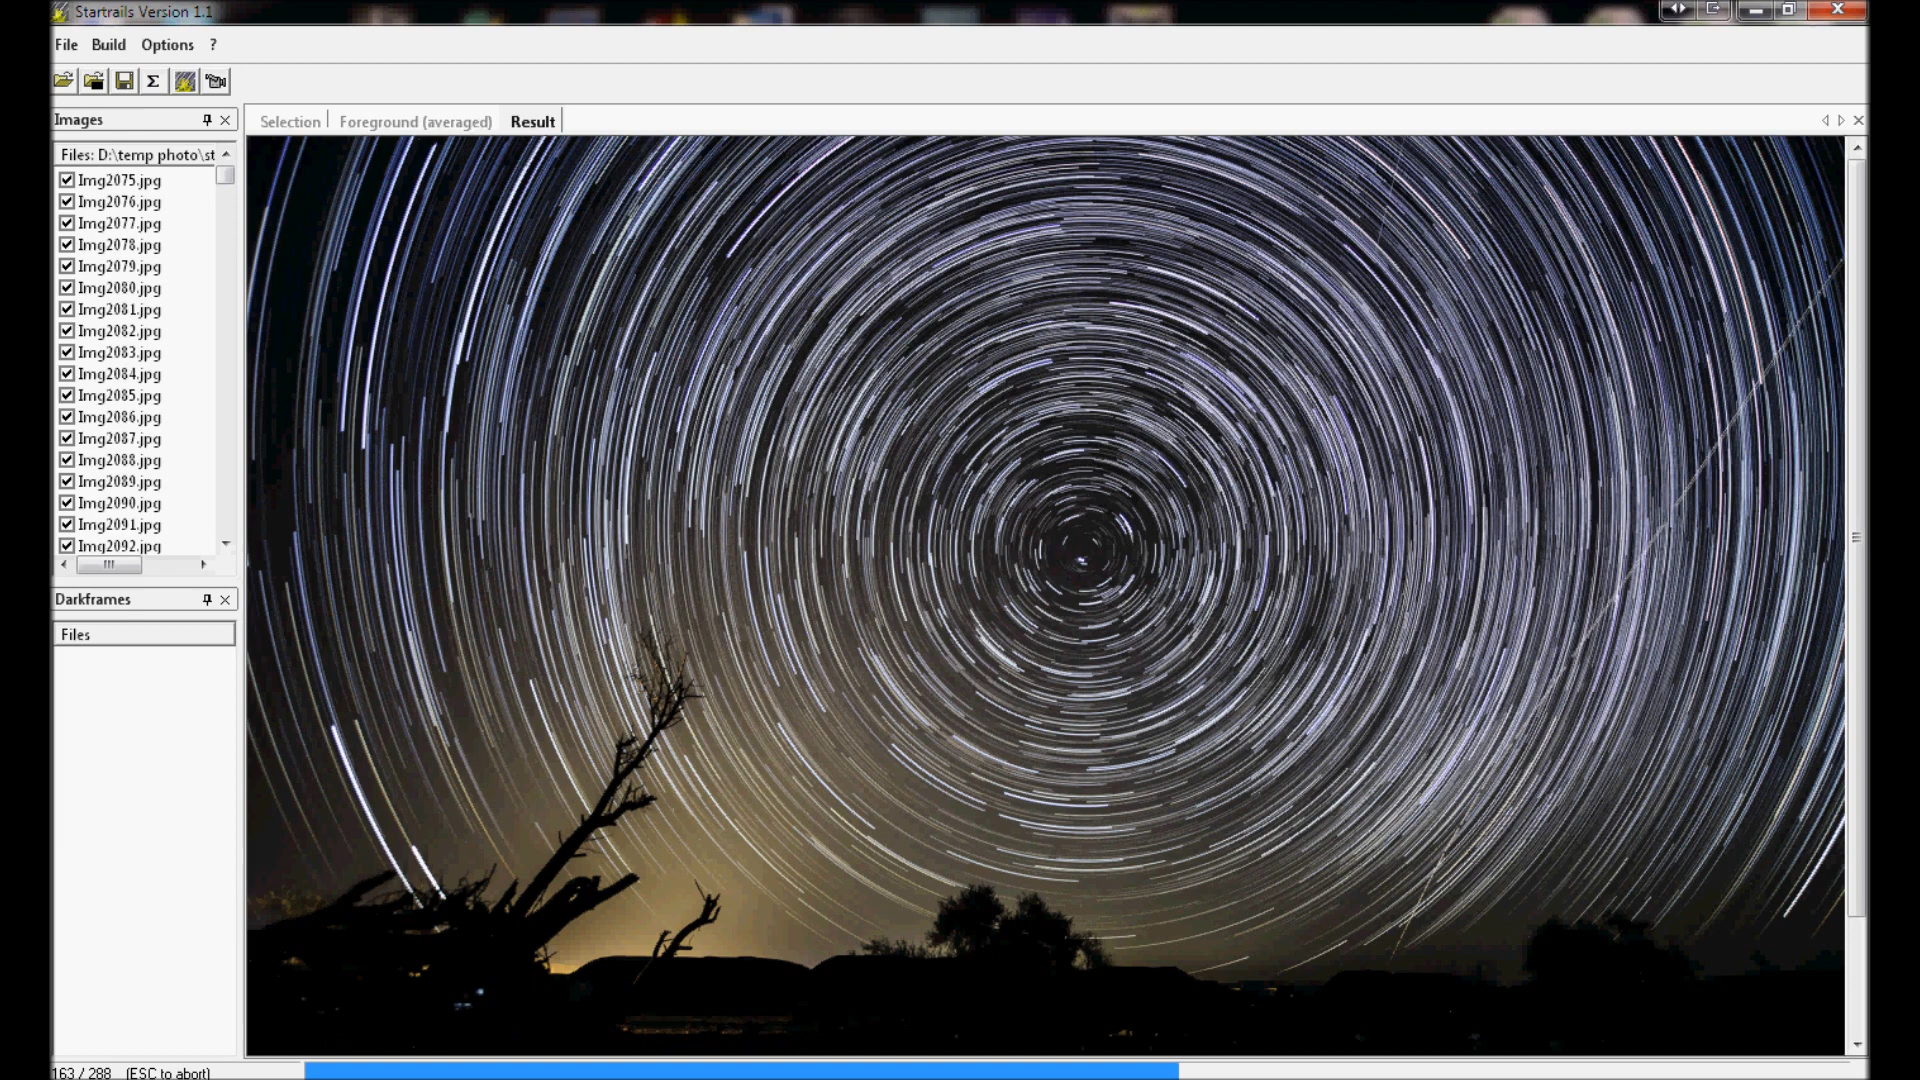 Startrails Version 1.1
File Build Options ?
Σ
Images
Selection Foreground (averaged) Result
Files: D:\temp photo\st
Img2075.jpg
Img2076.jpg
Img2077.jpg
Img2078.jpg
Img2079.jpg
Img2080.jpg
Img2081.jpg
Img2082.jpg
Img2083.jpg
Img2084.jpg
Img2085.jpg
Img2086.jpg
Img2087.jpg
Img2088.jpg
Img2089.jpg
Img2090.jpg
Img2091.jpg
Img2092.jpg
Darkframes
Files
163 / 288 (ESC to abort)